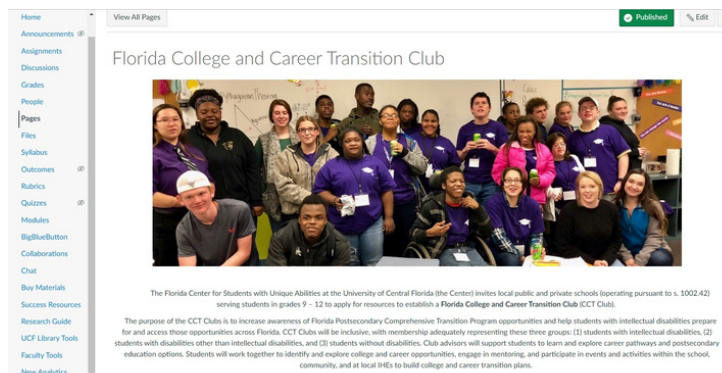 Home
Announcements
Assignments
Discussions
Grades
People
Pages
Files
Syllabus
Outcomes
Rubrics
Quizzes
Modules
BigBlueButton
Collaborations
Chat
Buy Materials
Success Resources
Research Guide
UCF Library Tools
Faculty Tools
New Analytics
View All Pages
Published
Edit
Florida College and Career Transition Club
The Florida Center for Students with Unique Abilities at the University of Central Florida (the Center) invites local public and private schools (operating pursuant to s. 1002.42)
serving students in grades 9 – 12 to apply for resources to establish a Florida College and Career Transition Club (CCT Club).
The purpose of the CCT Clubs is to increase awareness of Florida Postsecondary Comprehensive Transition Program opportunities and help students with intellectual disabilities prepare
for and access those opportunities across Florida. CCT Clubs will be inclusive, with membership adequately representing these three groups: (1) students with intellectual disabilities, (2)
students with disabilities other than intellectual disabilities, and (3) students without disabilities. Club advisors will support students to learn and explore career pathways and postsecondary
education options. Students will work together to identify and explore college and career opportunities, engage in mentoring, and participate in events and activities within the school,
community, and at local IHEs to build college and career transition plans.